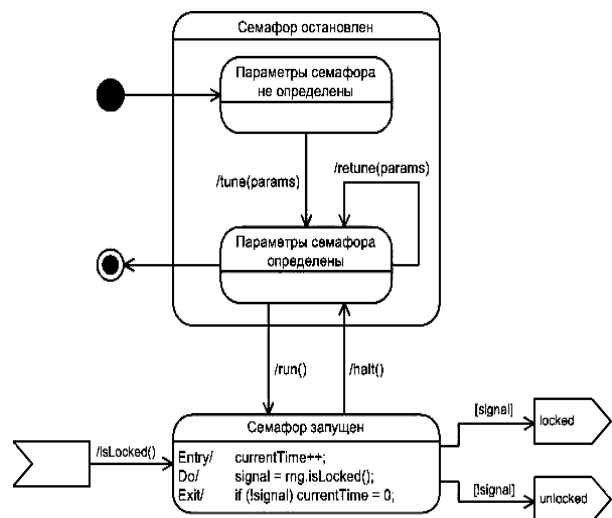 Семафор остановлен
Параметры семафора
не определены
/tune(params)
/retune(params)
Параметры семафора
определены
/run()
/halt()
/IsLocked()
Семафор запущен
Entry/ currentTime++;
Do/ signal = rng.isLocked();
Exit/ if (!signal) currentTime = 0;
[signal]
locked
[!signal]
unlocked